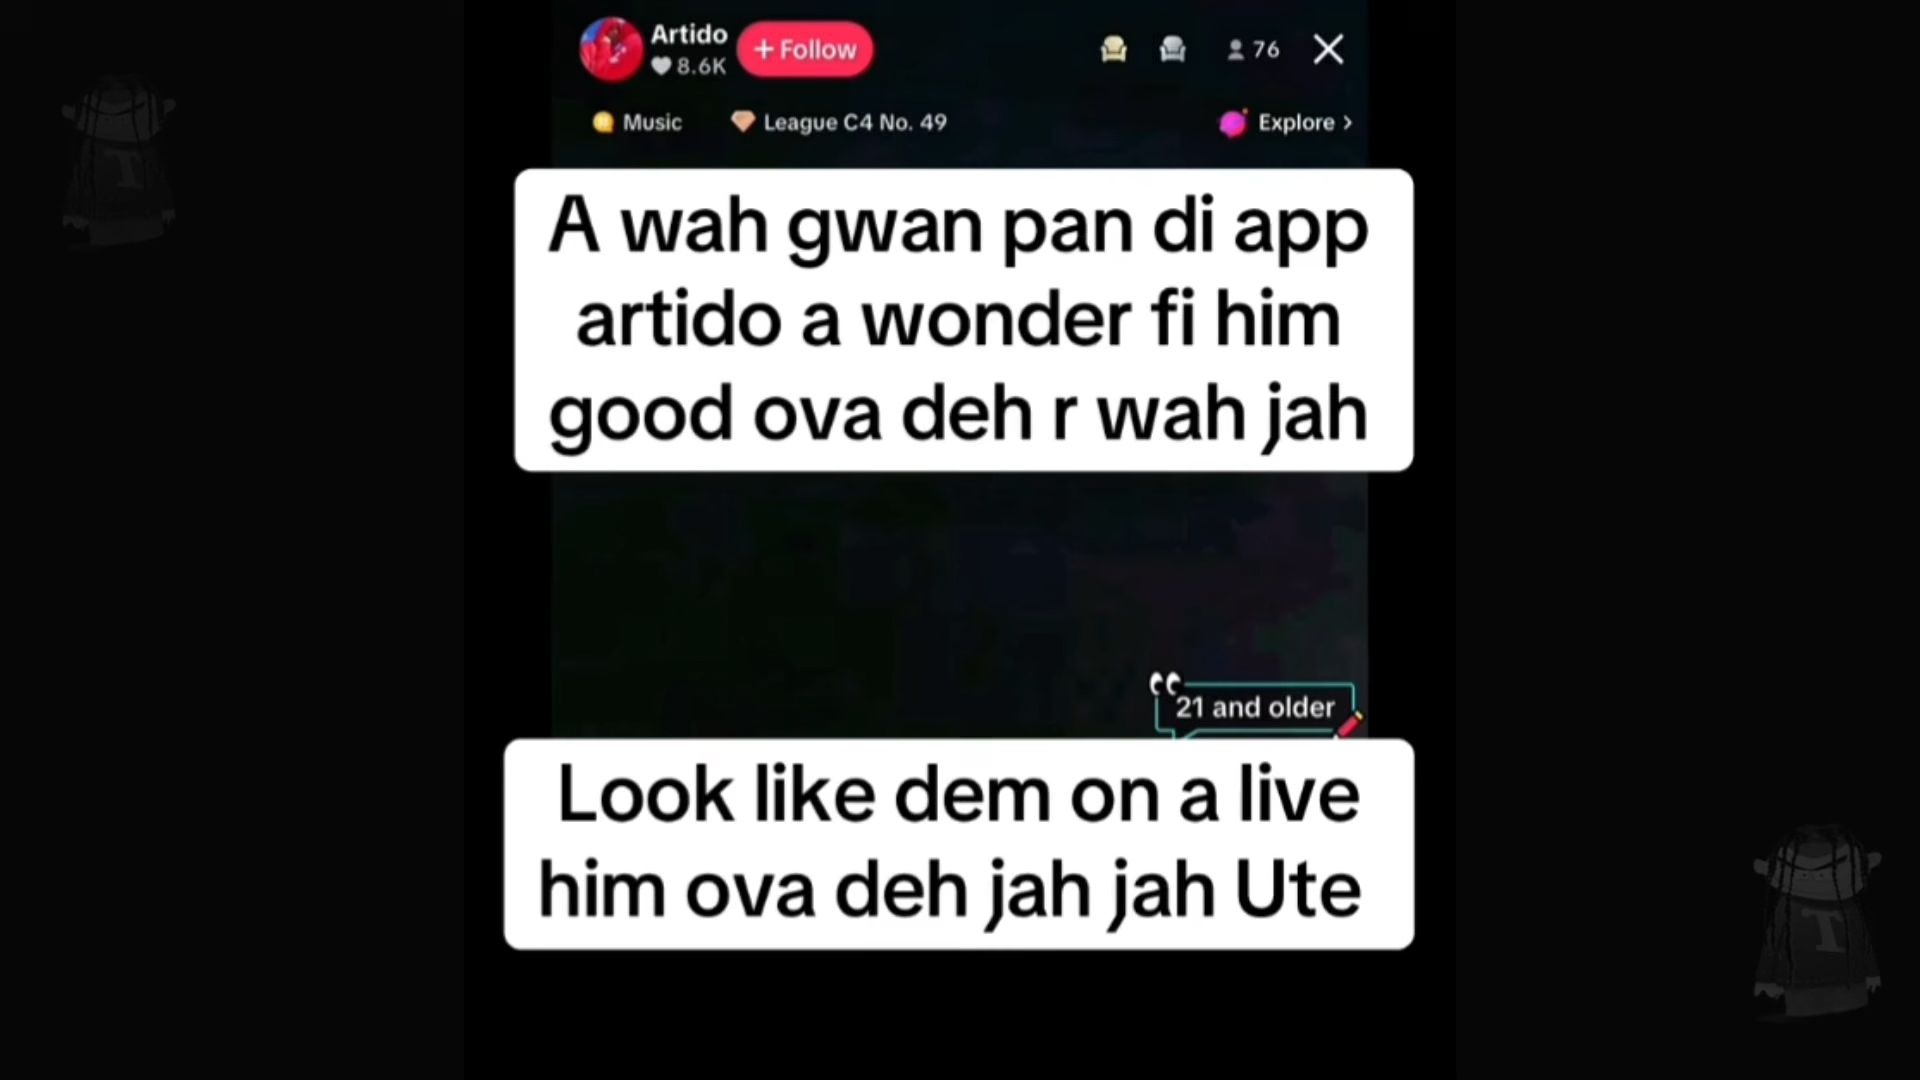 Artido
+ Follow
8.6K
76
Music
League C4 No. 49
Explore >
A wah gwan pan di app
artido a wonder fi him
good ova deh r wah jah
21 and older
Look like dem on a live
him ova deh jah jah Ute
T
T